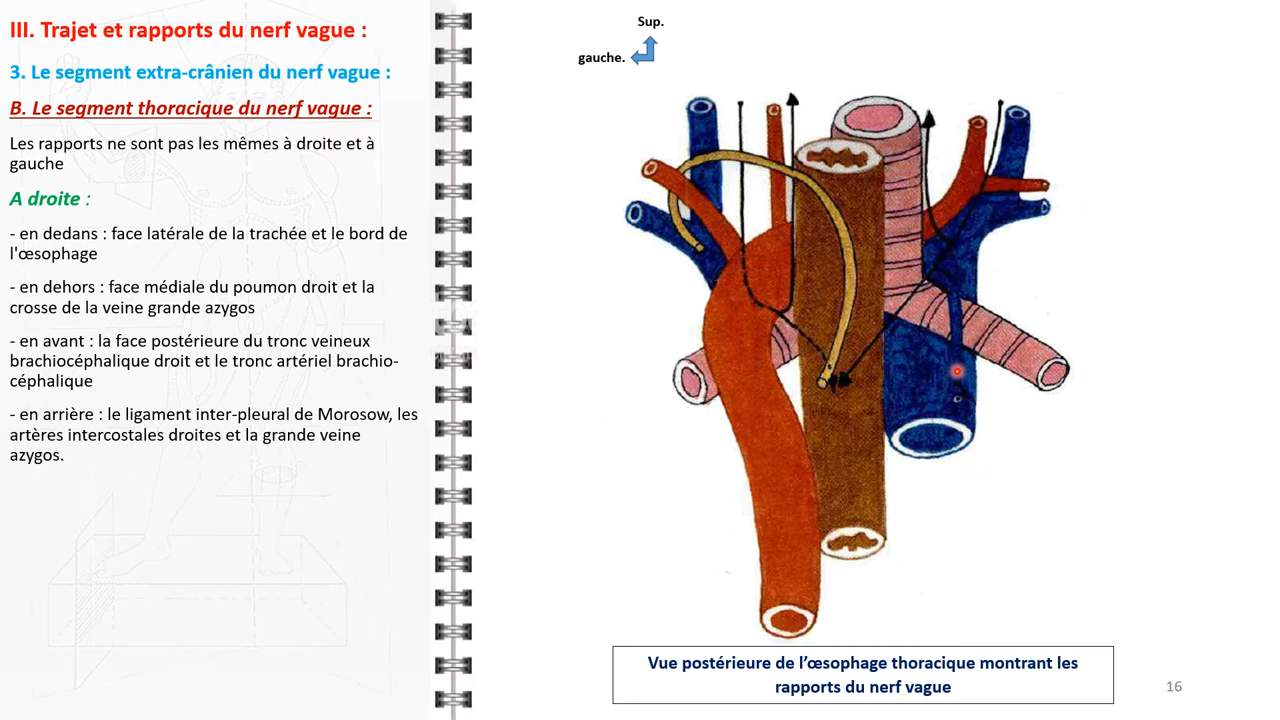 III. Trajet et rapports du nerf vague :
3. Le segment extra-crânien du nerf vague :
B. Le segment thoracique du nerf vague :
Les rapports ne sont pas les mêmes à droite et à
gauche
A droite :
- en dedans : face latérale de la trachée et le bord de
l'œsophage
- en dehors : face médiale du poumon droit et la
crosse de la veine grande azygos
- en avant : la face postérieure du tronc veineux
brachiocéphalique droit et le tronc artériel brachio-
céphalique
- en arrière : le ligament inter-pleural de Morosow, les
artères intercostales droites et la grande veine
azygos.
Sup.
gauche.
Vue postérieure de l’œsophage thoracique montrant les
rapports du nerf vague
16